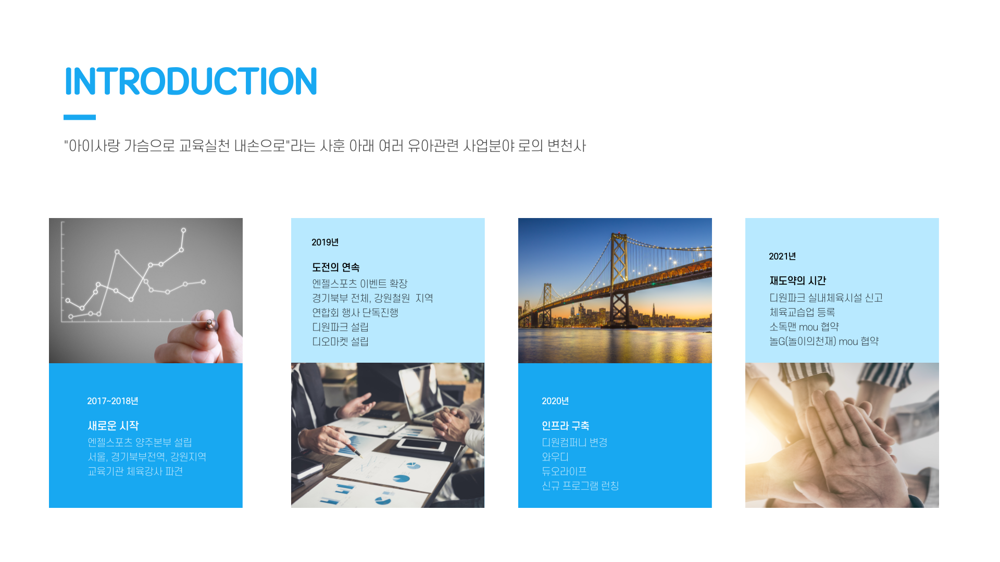 INTRODUCTION
"아이사랑 가슴으로 교육실천 내손으로"라는 사훈 아래 여러 유아관련 사업분야 로의 변천사
2017~2018년
새로운 시작
엔젤스포츠 양주본부 설립
서울, 경기북부전역, 강원지역
교육기관 체육강사 파견
2019년
도전의 연속
엔젤스포츠 이벤트 확장
경기북부 전체, 강원철원 지역
연합회 행사 단독진행
디원파크 설립
디오마켓 설립
2020년
인프라 구축
디원컴퍼니 변경
와우디
듀오라이프
신규 프로그램 런칭
2021년
재도약의 시간
디원파크 실내체육시설 신고
체육교습업 등록
소독맨 mou 협약
놀G(놀이의천재) mou 협약